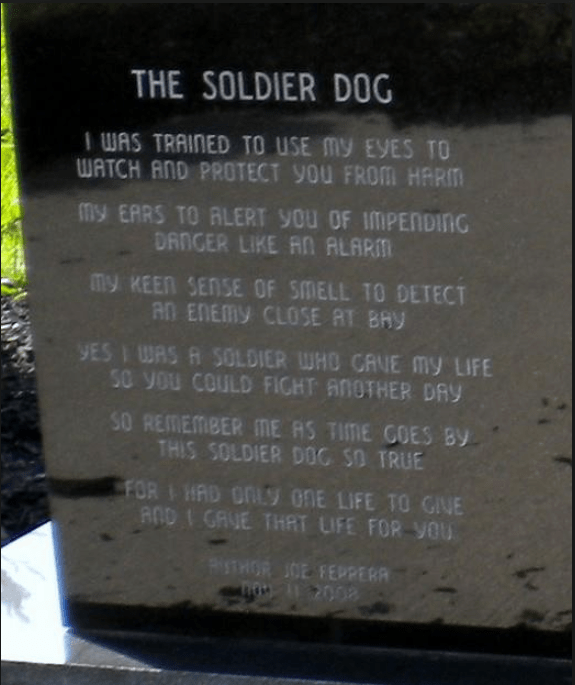 THE SOLDIER DOG
I WAS TRAINED TO USE MY EYES TO
WATCH AND PROTECT YOU FROM HARM
MY EARS TO ALERT YOU OF IMPENDING
DANGER LIKE AN ALARM
MY KEEN SENSE OF SMELL TO DETECT
AN ENEMY CLOSE AT BAY
YES I WAS A SOLDIER WHO GAVE MY LIFE
SO YOU COULD FIGHT ANOTHER DAY
SO REMEMBER ME AS TIME GOES BY
THIS SOLDIER DOG SO TRUE
FOR I HAD ONLY ONE LIFE TO GIVE
AND I GAVE THAT LIFE FOR YOU
AUTHOR JOE FERRERA
11 2008